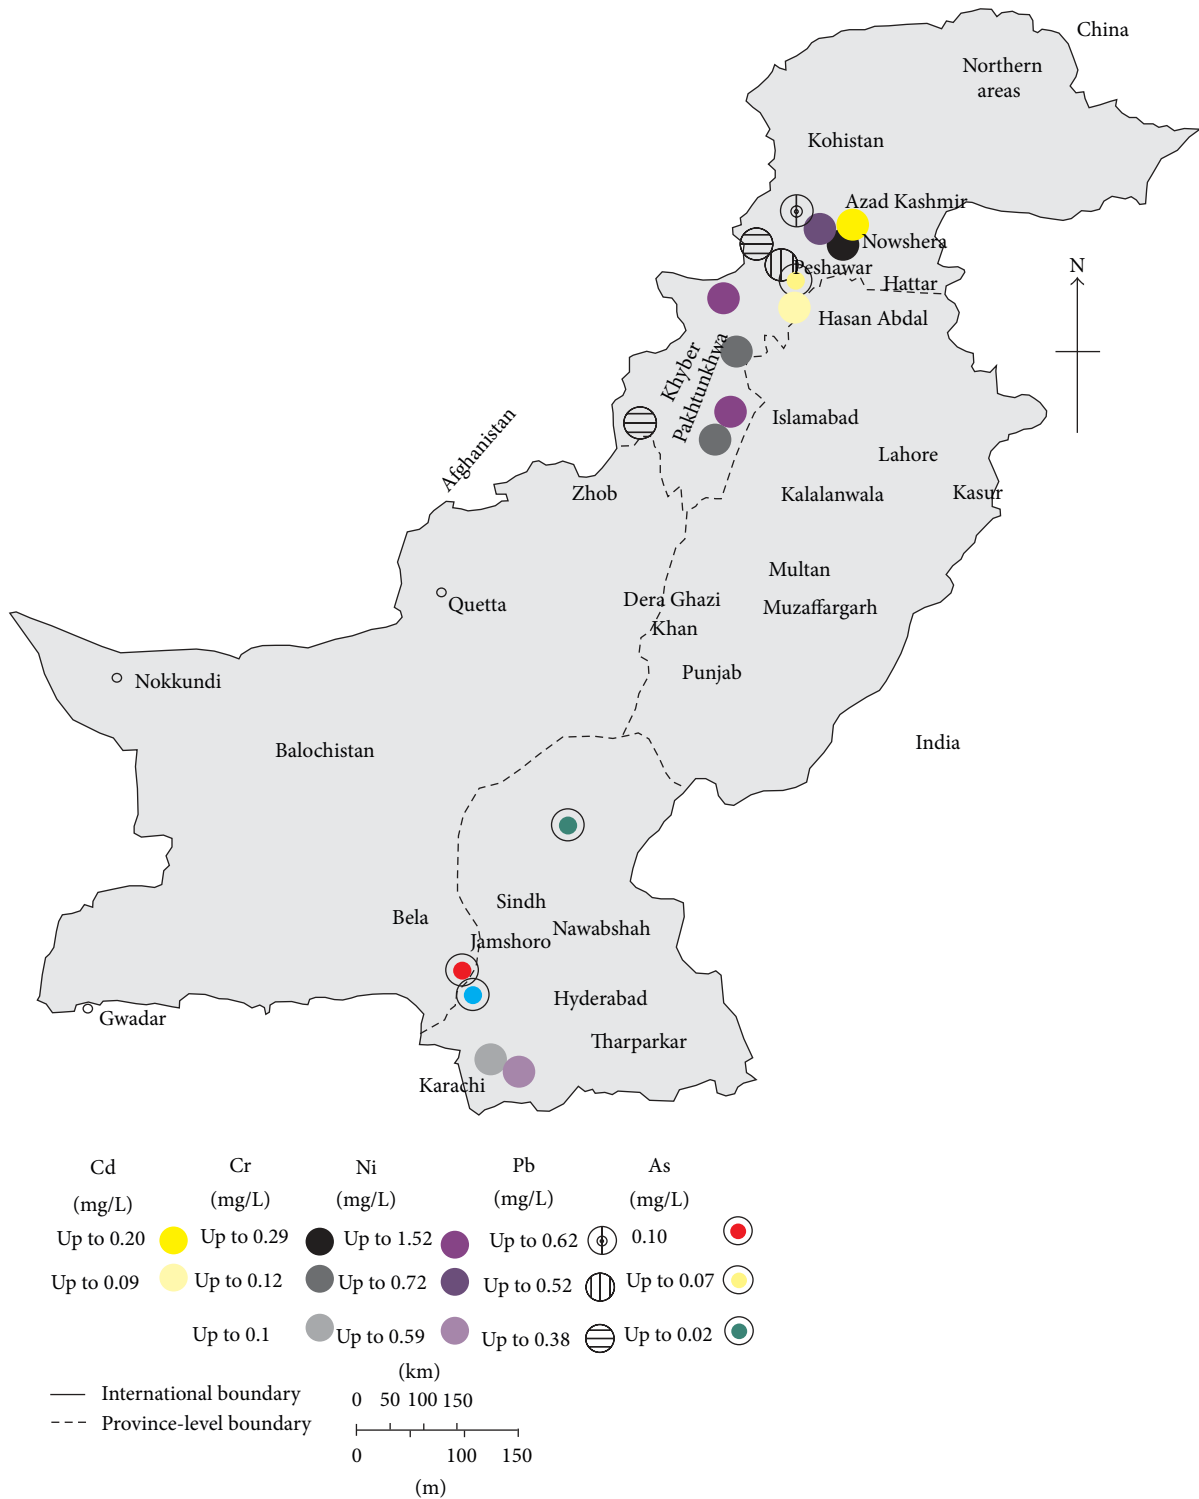 China
Northern
areas
Kohistan
Azad Kashmir
Nowshera
Peshawar
Hattar
N
Hasan Abdal
Khyber
Pakhtunkhwa
Islamabad
Afghanistan
Lahore
Zhob
Kalalanwala
Kasur
Multan
Quetta
Dera Ghazi
Khan
Muzaffargarh
Punjab
Nokkundi
Balochistan
India
Sindh
Bela
Nawabshah
Jamshoro
Hyderabad
Gwadar
Tharparkar
Karachi
Cd Cr Ni Pb As
(mg/L) (mg/L) (mg/L) (mg/L) (mg/L)
Up to 0.20 Up to 0.29 Up to 1.52 Up to 0.62 0.10
Up to 0.09 Up to 0.12 Up to 0.72 Up to 0.52 Up to 0.07
Up to 0.1 Up to 0.59 Up to 0.38 Up to 0.02
(km)
International boundary
0 50 100 150
Province-level boundary
0 100 150
(m)